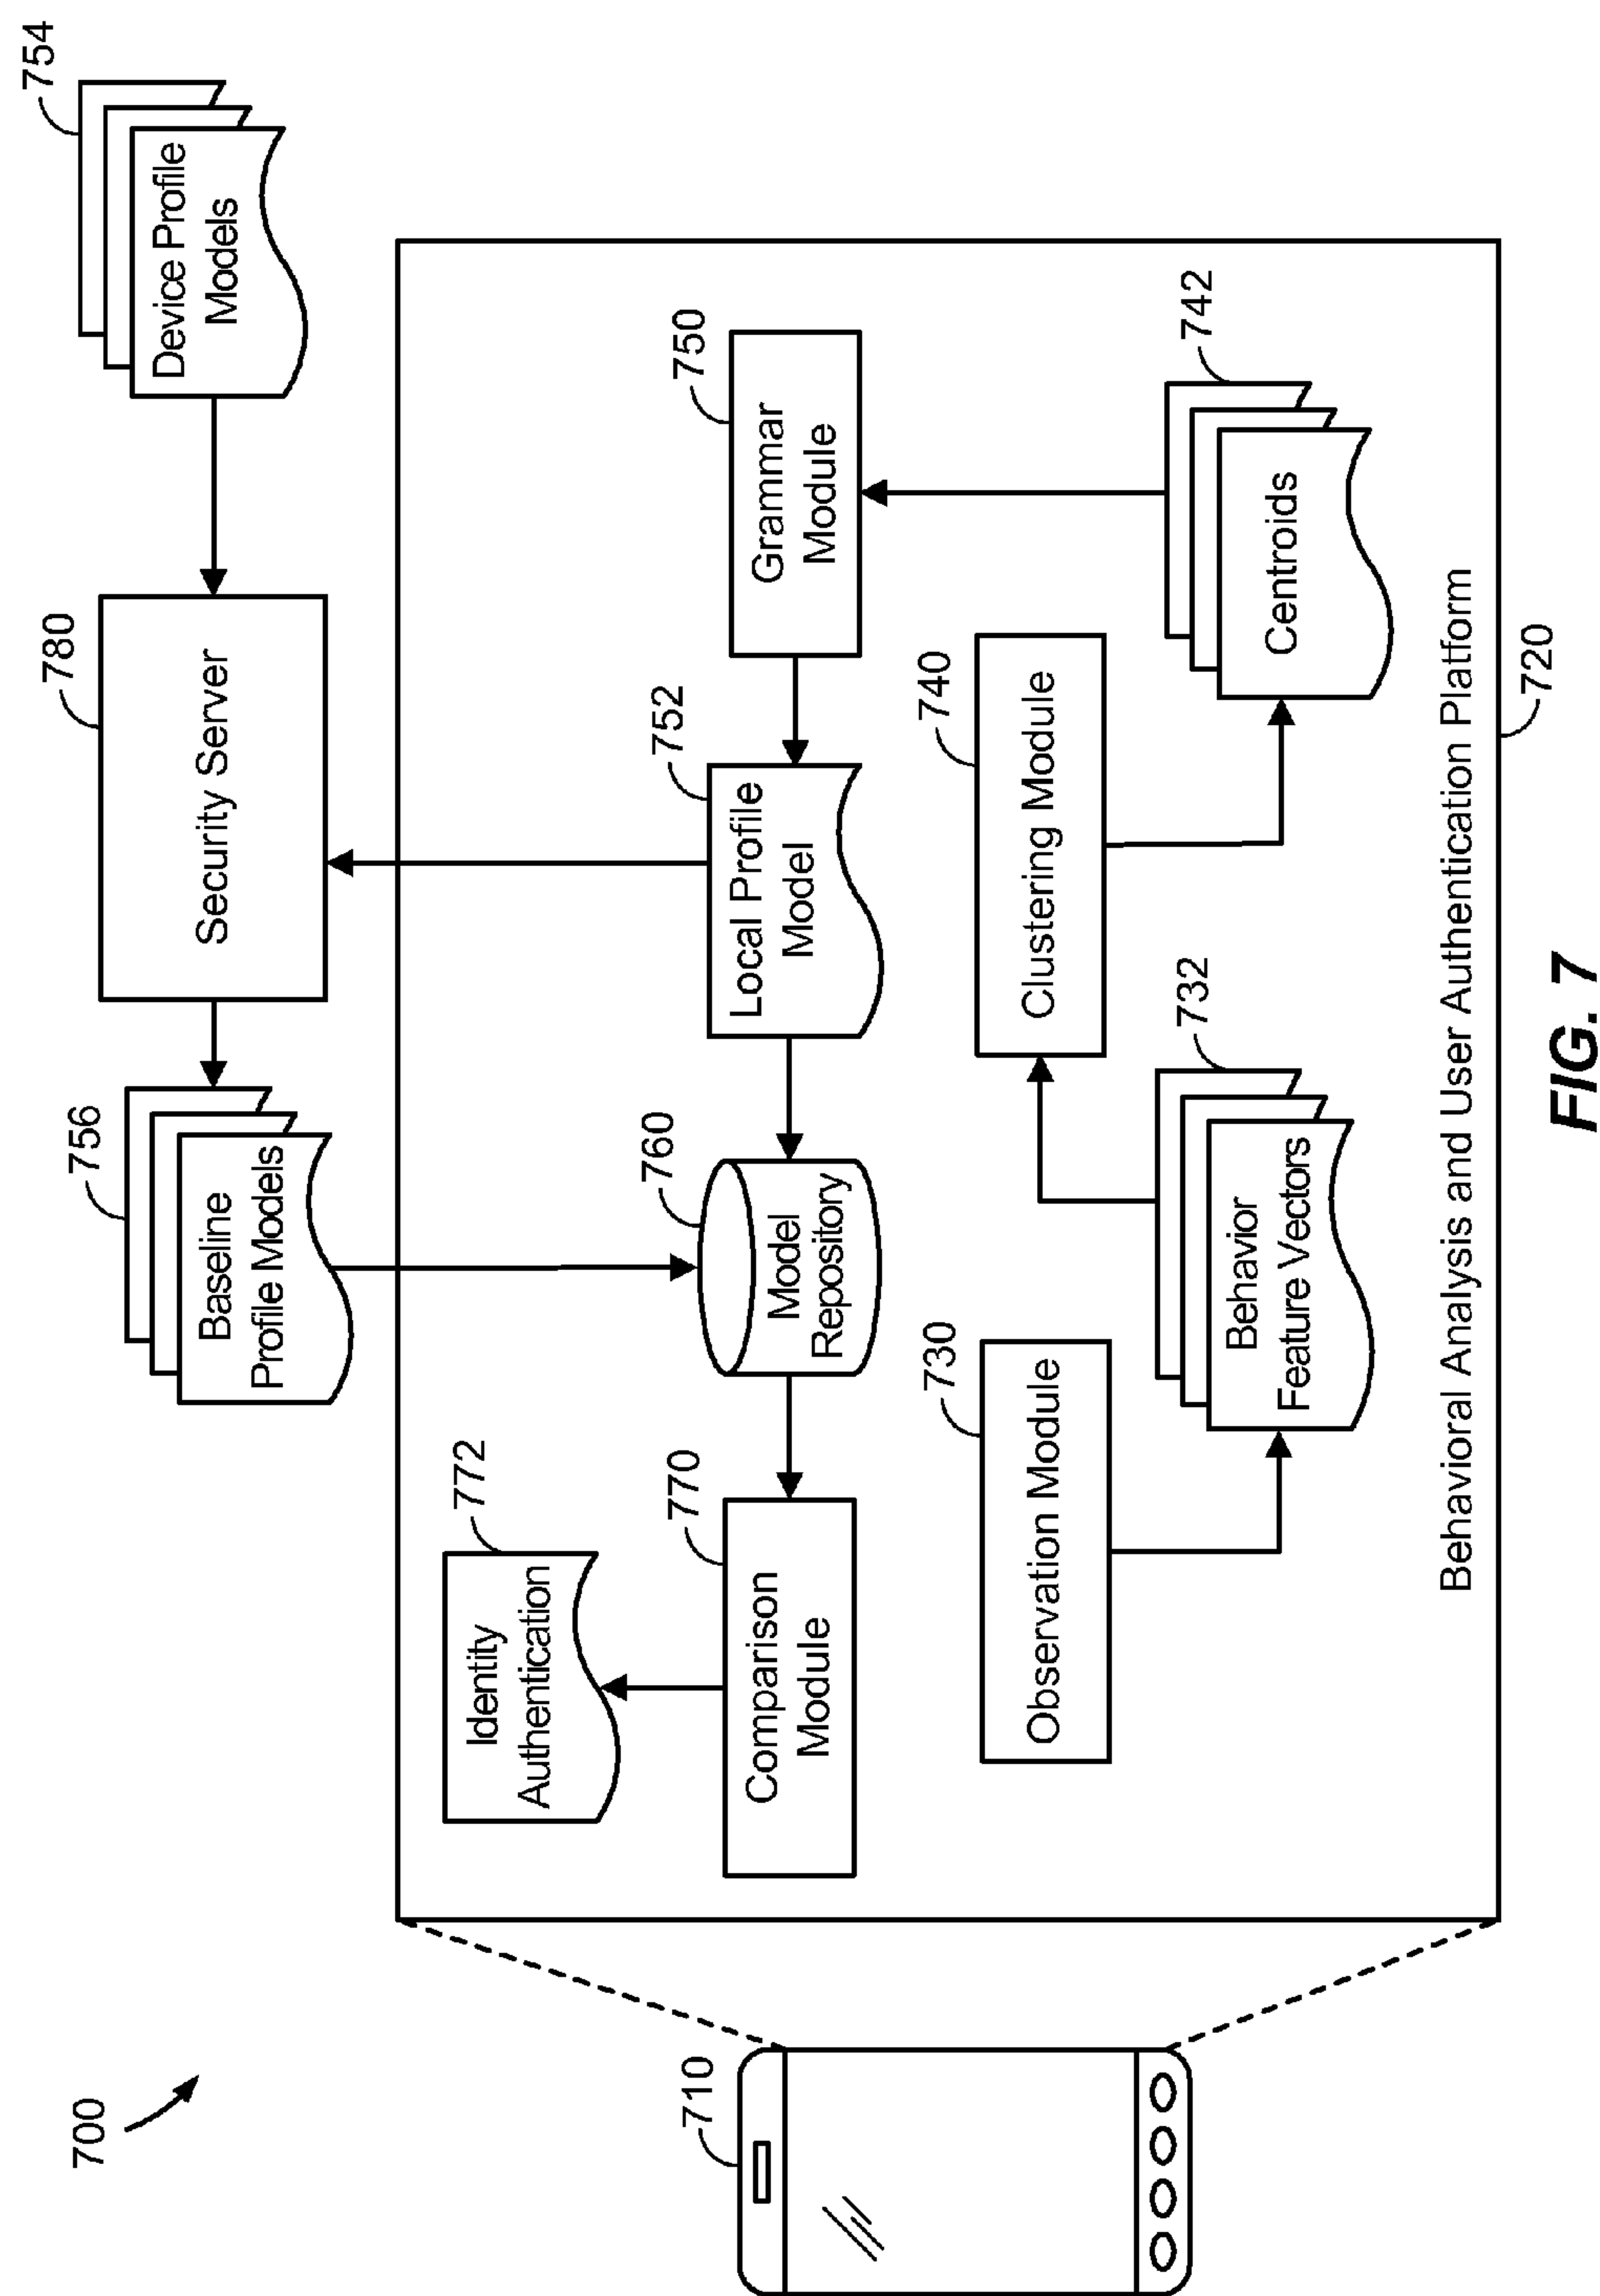 700
710
756
Baseline
Profile Models
780
Security Server
754
Device Profile
Models
772
Identity
Authentication
770
Comparison
Module
760
Model
Repository
752
Local Profile
Model
750
Grammar
Module
730
Observation Module
732
Behavior
Feature Vectors
740
Clustering Module
742
Centroids
Behavioral Analysis and User Authentication Platform
720
FIG. 7